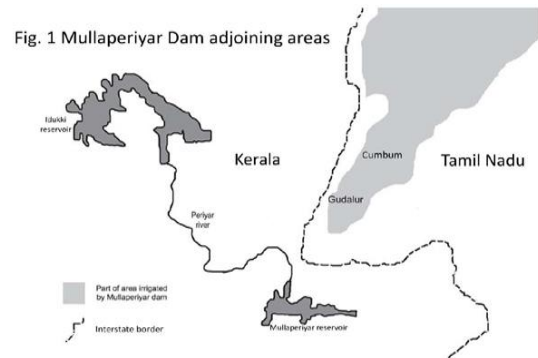 Fig. 1 Mullaperiyar Dam adjoining areas
Idukki
reservoir
Kerala
Cumbum
Tamil Nadu
Gudalur
Periyar
river
Part of area irrigated
by Mullaperiyar dam
Interstate border
Mullaperiyar reservoir